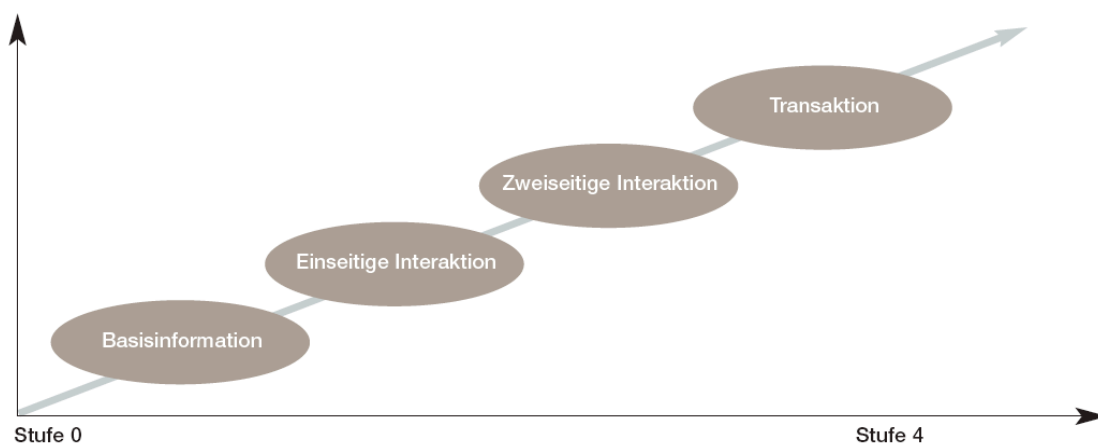 Transaktion
Zweiseitige Interaktion
Einseitige Interaktion
Basisinformation
Stufe 0
Stufe 4